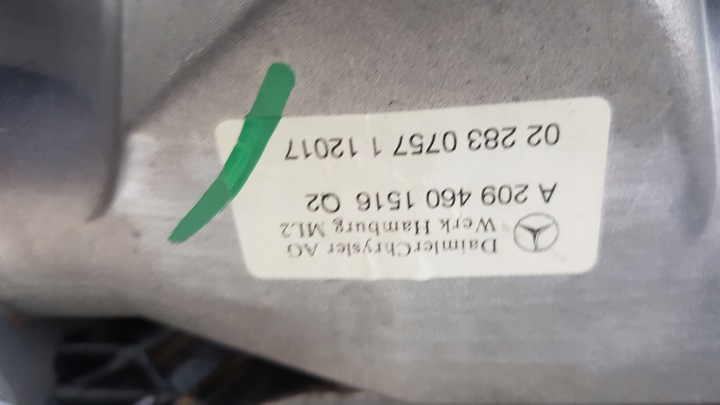 DaimlerChrysler AG
Werk Hamburg ML2
A 209 460 1516 Q2
02 283 0757 1 12017